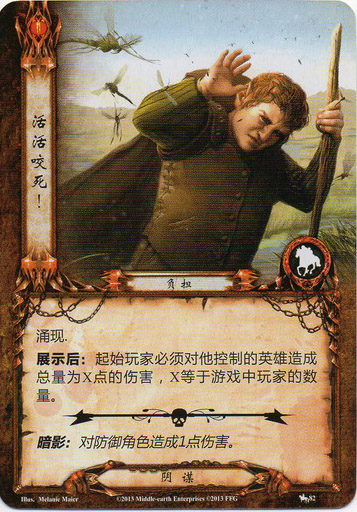 活活咬死！
负担
涌现.
展示后：起始玩家必须对他控制的英雄造成
总量为X点的伤害，X等于游戏中玩家的数
量。
暗影：对防御角色造成1点伤害。
阴谋
Illus. Melanie Maier
©2013 Middle-earth Enterprises ©2013 FFG
82